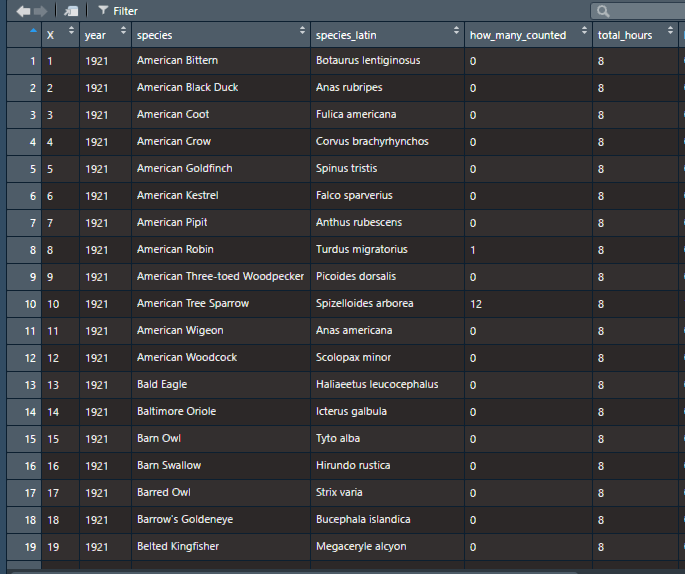 Filter
X year species species_latin how_many_counted total_hours
1 1 1921 American Bittern Botaurus lentiginosus 0 8
2 2 1921 American Black Duck Anas rubripes 0 8
3 3 1921 American Coot Fulica americana 0 8
4 4 1921 American Crow Corvus brachyrhynchos 0 8
5 5 1921 American Goldfinch Spinus tristis 0 8
6 6 1921 American Kestrel Falco sparverius 0 8
7 7 1921 American Pipit Anthus rubescens 0 8
8 8 1921 American Robin Turdus migratorius 1 8
9 9 1921 American Three-toed Woodpecker Picoides dorsalis 0 8
10 10 1921 American Tree Sparrow Spizelloides arborea 12 8
11 11 1921 American Wigeon Anas americana 0 8
12 12 1921 American Woodcock Scolopax minor 0 8
13 13 1921 Bald Eagle Haliaeetus leucocephalus 0 8
14 14 1921 Baltimore Oriole Icterus galbula 0 8
15 15 1921 Barn Owl Tyto alba 0 8
16 16 1921 Barn Swallow Hirundo rustica 0 8
17 17 1921 Barred Owl Strix varia 0 8
18 18 1921 Barrow's Goldeneye Bucephala islandica 0 8
19 19 1921 Belted Kingfisher Megaceryle alcyon 0 8